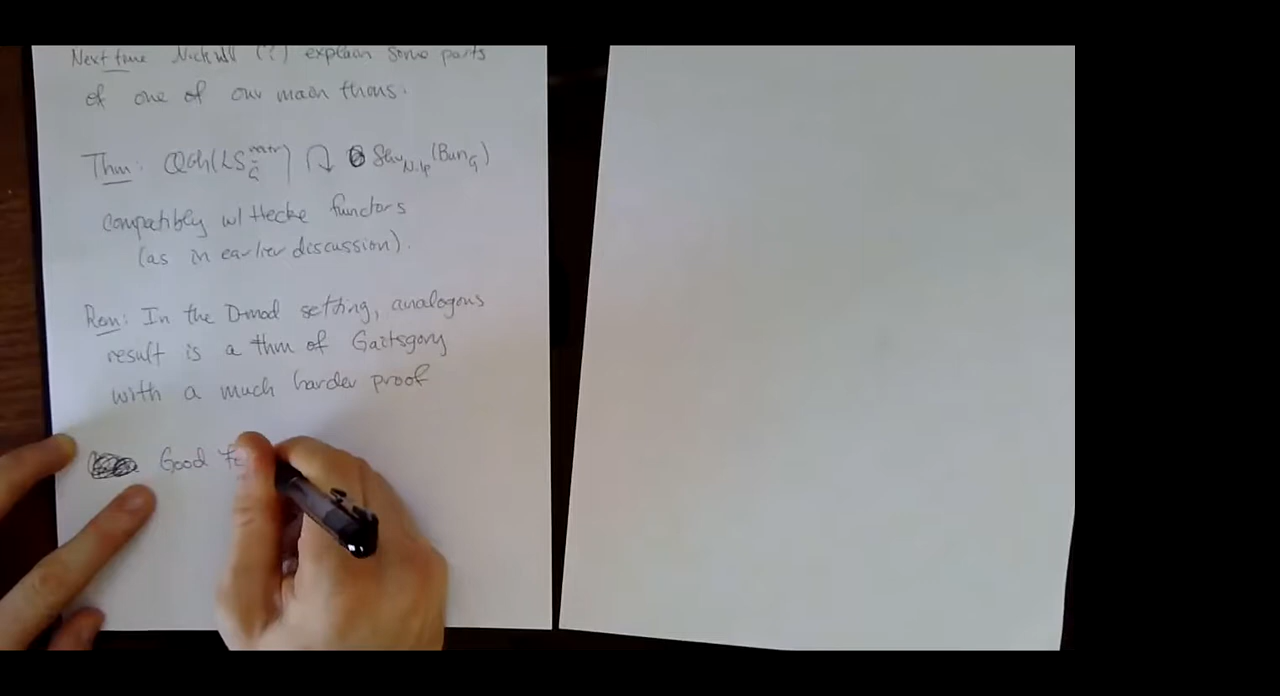 Next time Nick will (?) explain some parts
of one of our main thms.
Thm: QCoh(LS_Ğ^restr) ↷ Shv_Nilp(Bun_G)
compatibly w/ Hecke functors
(as in earlier discussion).
Rem: In the D-mod setting, analogous
result is a thm of Gaitsgory
with a much harder proof
Good